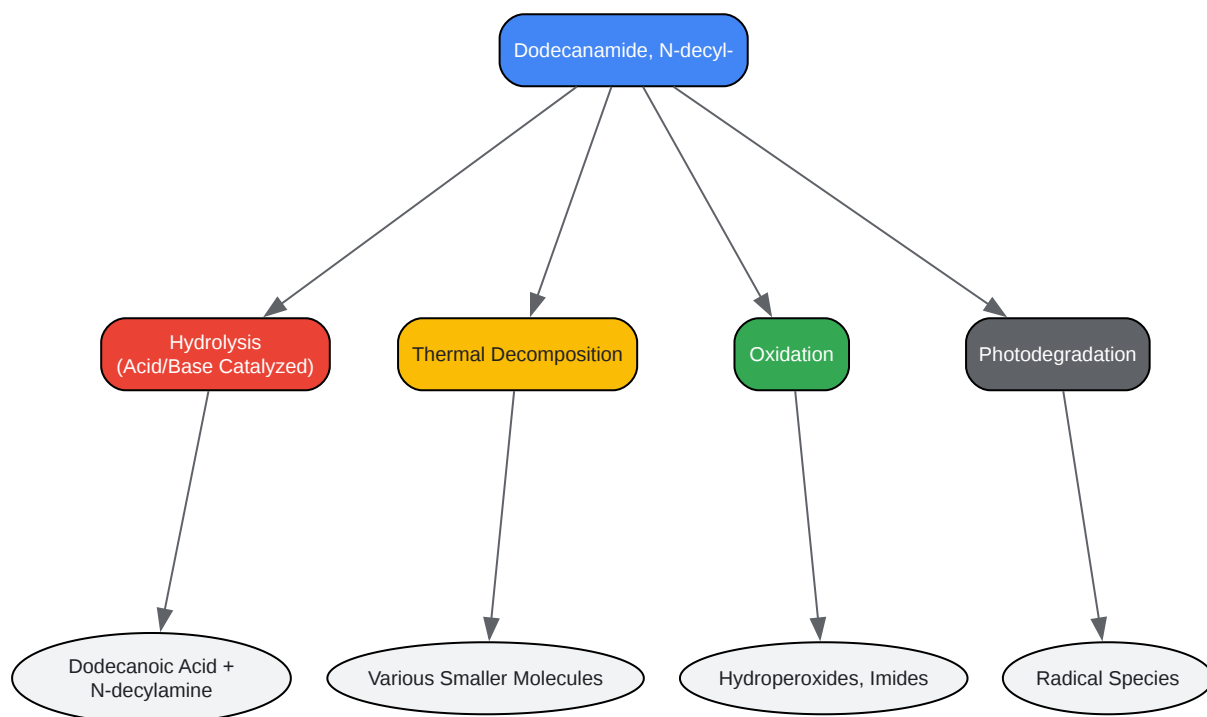 Dodecanamide, N-decyl-
Hydrolysis
(Acid/Base Catalyzed)
Thermal Decomposition
Oxidation
Photodegradation
Dodecanoic Acid +
N-decylamine
Various Smaller Molecules
Hydroperoxides, Imides
Radical Species